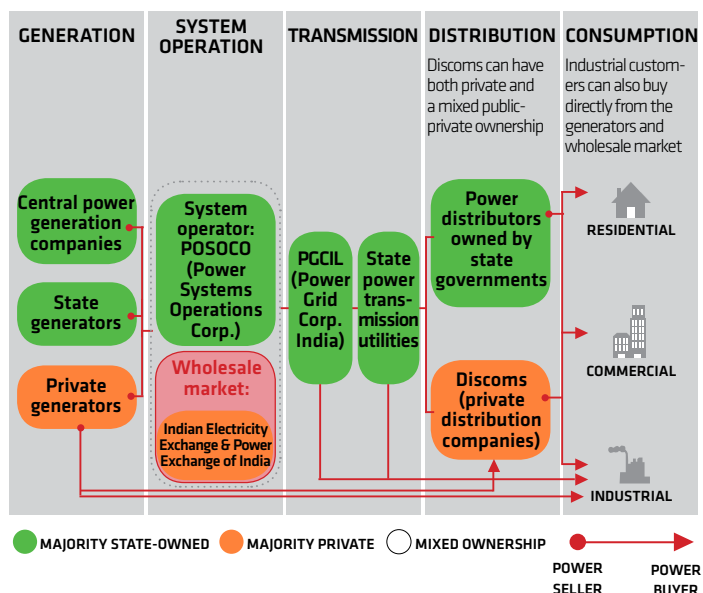 GENERATION
SYSTEM
OPERATION
TRANSMISSION
DISTRIBUTION
Discoms can have
both private and
a mixed public-
private ownership
CONSUMPTION
Industrial custom-
ers can also buy
directly from the
generators and
wholesale market
Central power
generation
companies
State
generators
Private
generators
System
operator:
POSOCO
(Power
Systems
Operations
Corp.)
Wholesale
market:
Indian Electricity
Exchange & Power
Exchange of India
PGCIL
(Power
Grid
Corp.
India)
State
power
trans-
mission
utilities
Power
distributors
owned by
state
governments
Discoms
(private
distribution
companies)
RESIDENTIAL
COMMERCIAL
INDUSTRIAL
MAJORITY STATE-OWNED
MAJORITY PRIVATE
MIXED OWNERSHIP
POWER
SELLER
POWER
BUYER